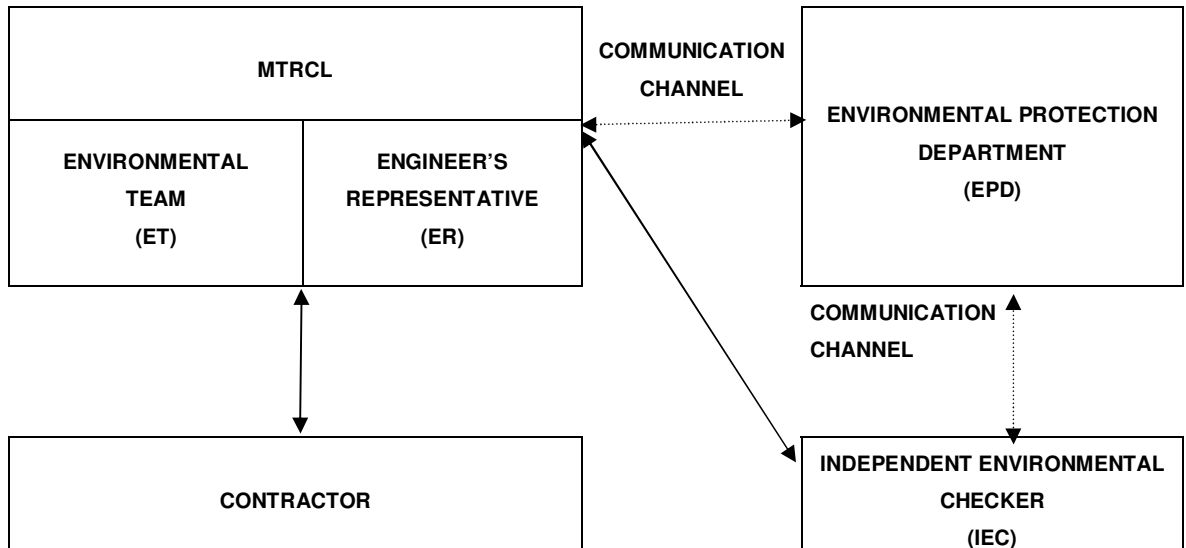 MTRCL
COMMUNICATION
CHANNEL
ENVIRONMENTAL
TEAM
(ET)
ENGINEER'S
REPRESENTATIVE
(ER)
ENVIRONMENTAL PROTECTION
DEPARTMENT
(EPD)
COMMUNICATION
CHANNEL
CONTRACTOR
INDEPENDENT ENVIRONMENTAL
CHECKER
(IEC)